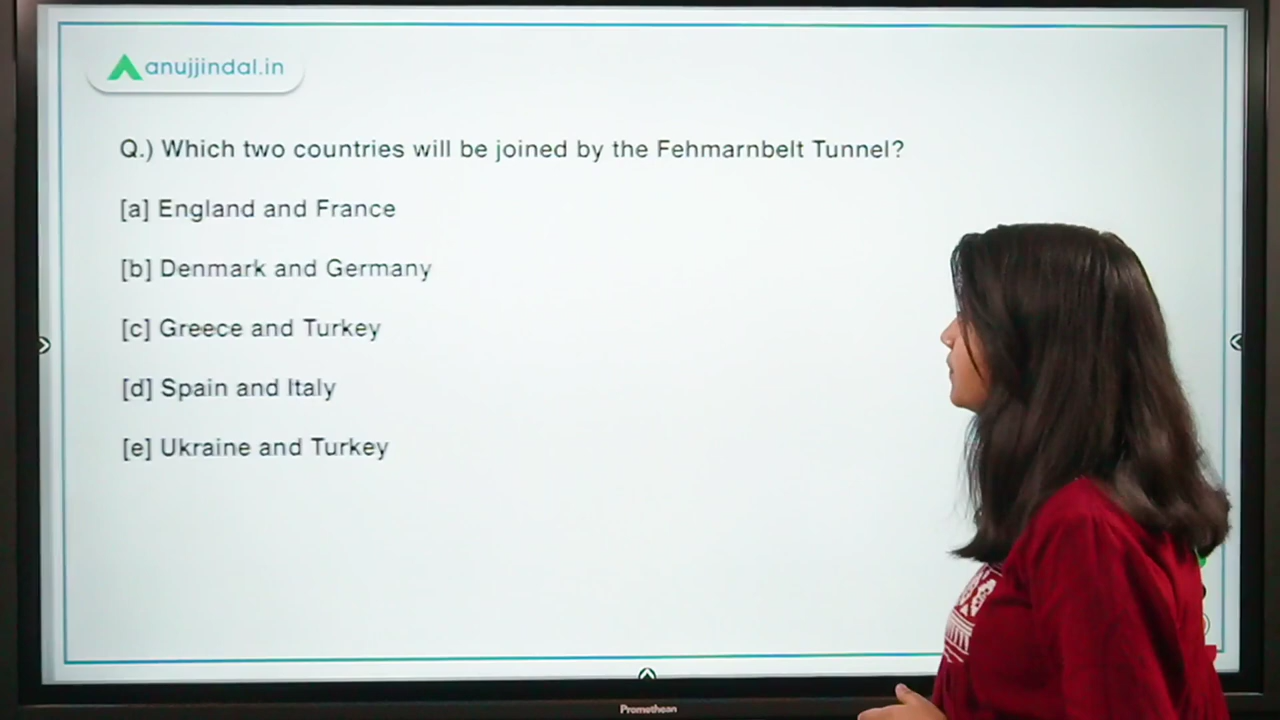 anujjindal.in
Q.) Which two countries will be joined by the Fehmarnbelt Tunnel?
[a] England and France
[b] Denmark and Germany
[c] Greece and Turkey
[d] Spain and Italy
[e] Ukraine and Turkey
Promethean